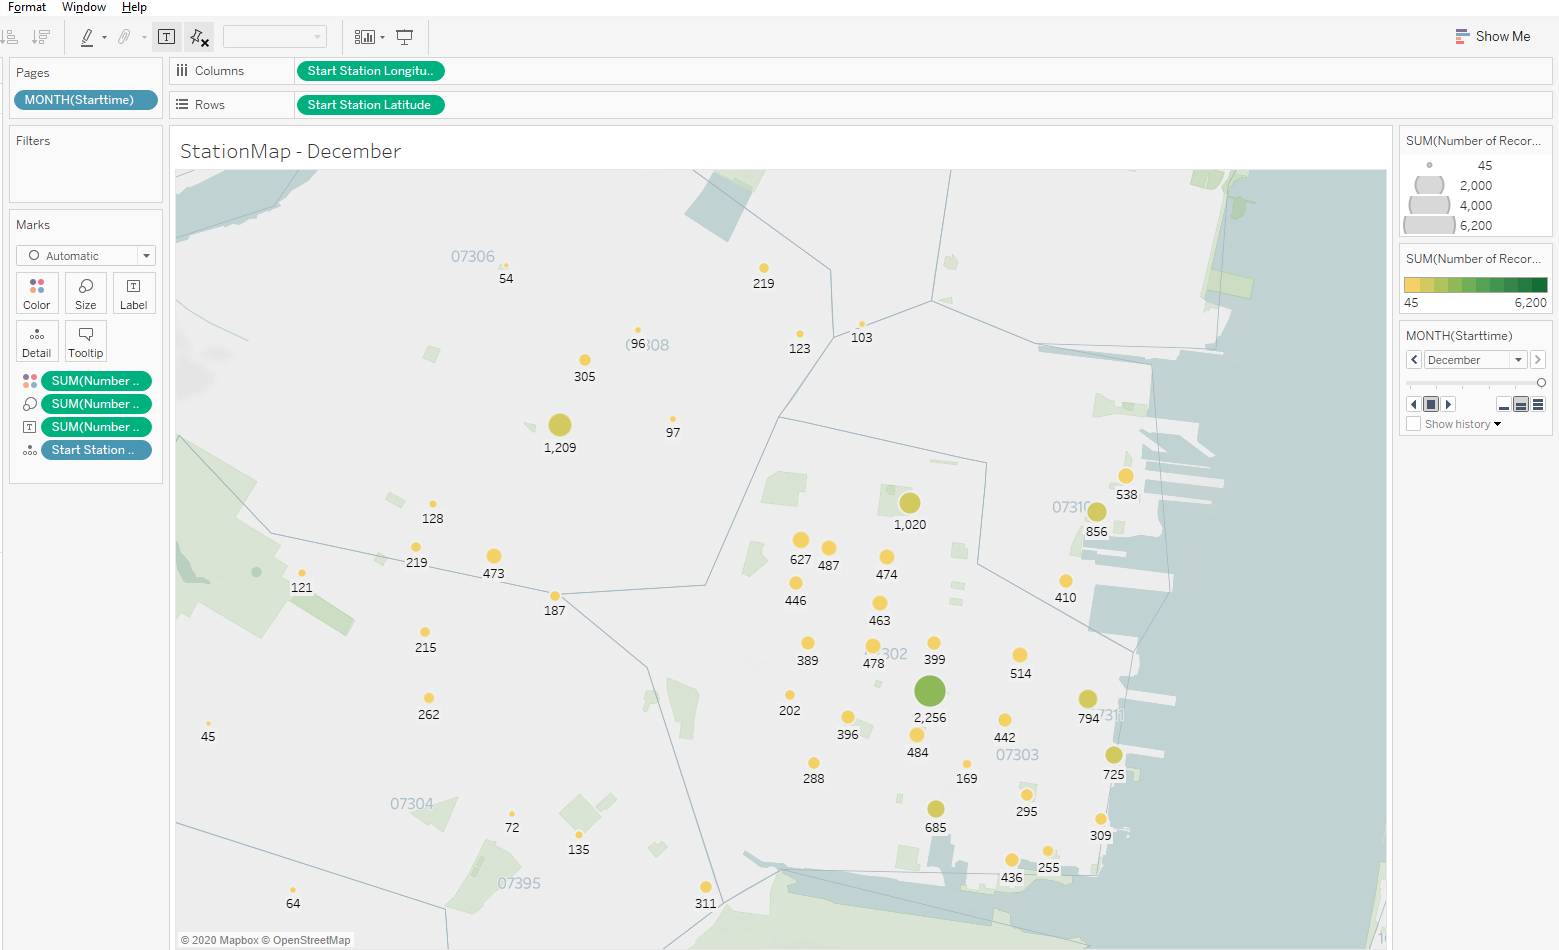 Format Window Help
Show Me
Pages
MONTH(Starttime)
Columns
Start Station Longitu..
Rows
Start Station Latitude
Filters
Marks
Automatic
Color Size Label
Detail Tooltip
SUM(Number ..
SUM(Number ..
SUM(Number ..
Start Station ..
StationMap - December
07306
54
219
96
103
123
305
1,209
97
538
07310
128
1,020
856
219
473
627
487
474
121
187
446
410
463
215
389
478
399
514
262
202
2,256
794
45
396
484
442
07303
288
169
725
07304
295
72
685
309
135
436
255
07395
64
311
© 2020 Mapbox © OpenStreetMap
SUM(Number of Recor...
45
2,000
4,000
6,200
SUM(Number of Recor...
45 6,200
MONTH(Starttime)
December
Show history